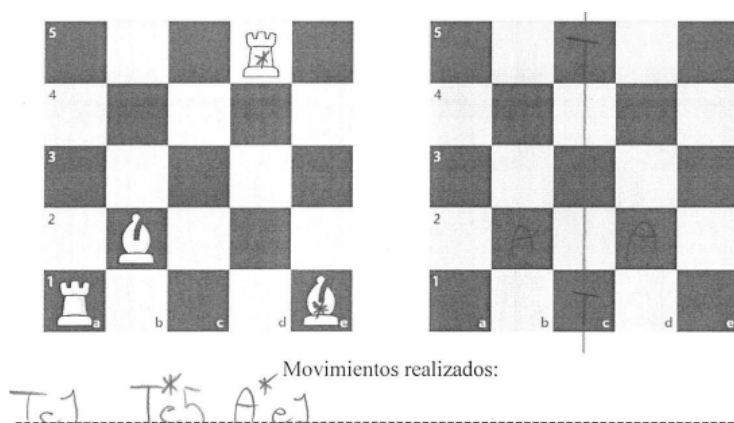 5
4
3
2
1 a b c d e
5 T
4
3
2 A A
1 T
a b c d e
Movimientos realizados:
Tc1 T*c5 A*e1